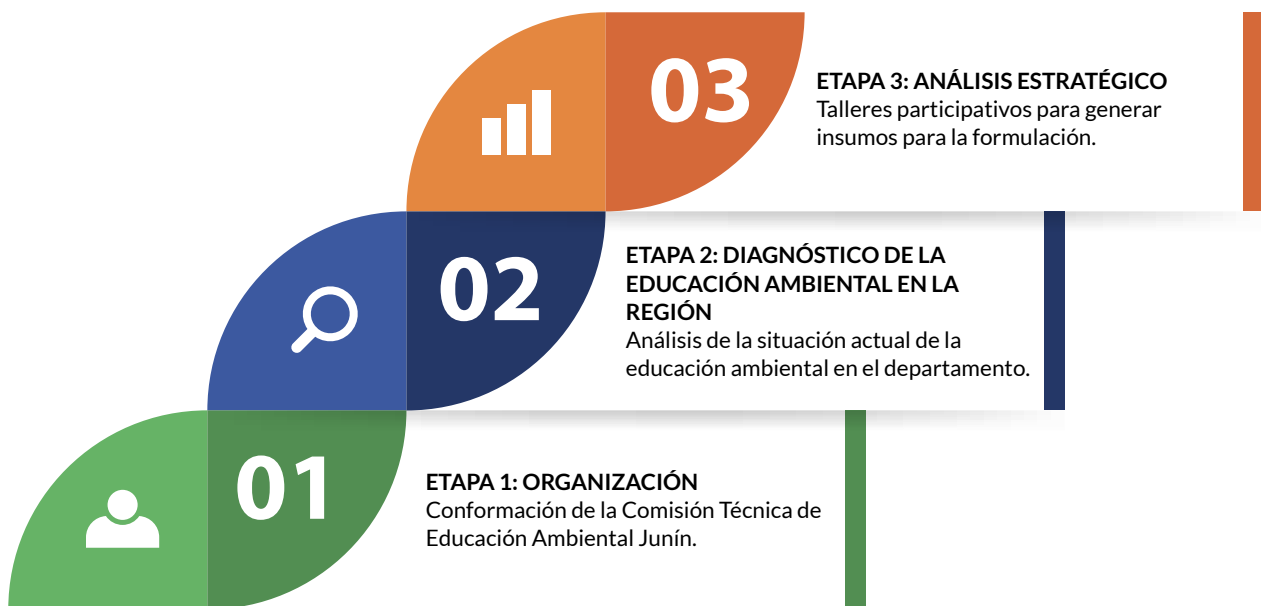 03
ETAPA 3: ANÁLISIS ESTRATÉGICO
Talleres participativos para generar
insumos para la formulación.
02
ETAPA 2: DIAGNÓSTICO DE LA
EDUCACIÓN AMBIENTAL EN LA
REGIÓN
Análisis de la situación actual de la
educación ambiental en el departamento.
01
ETAPA 1: ORGANIZACIÓN
Conformación de la Comisión Técnica de
Educación Ambiental Junín.